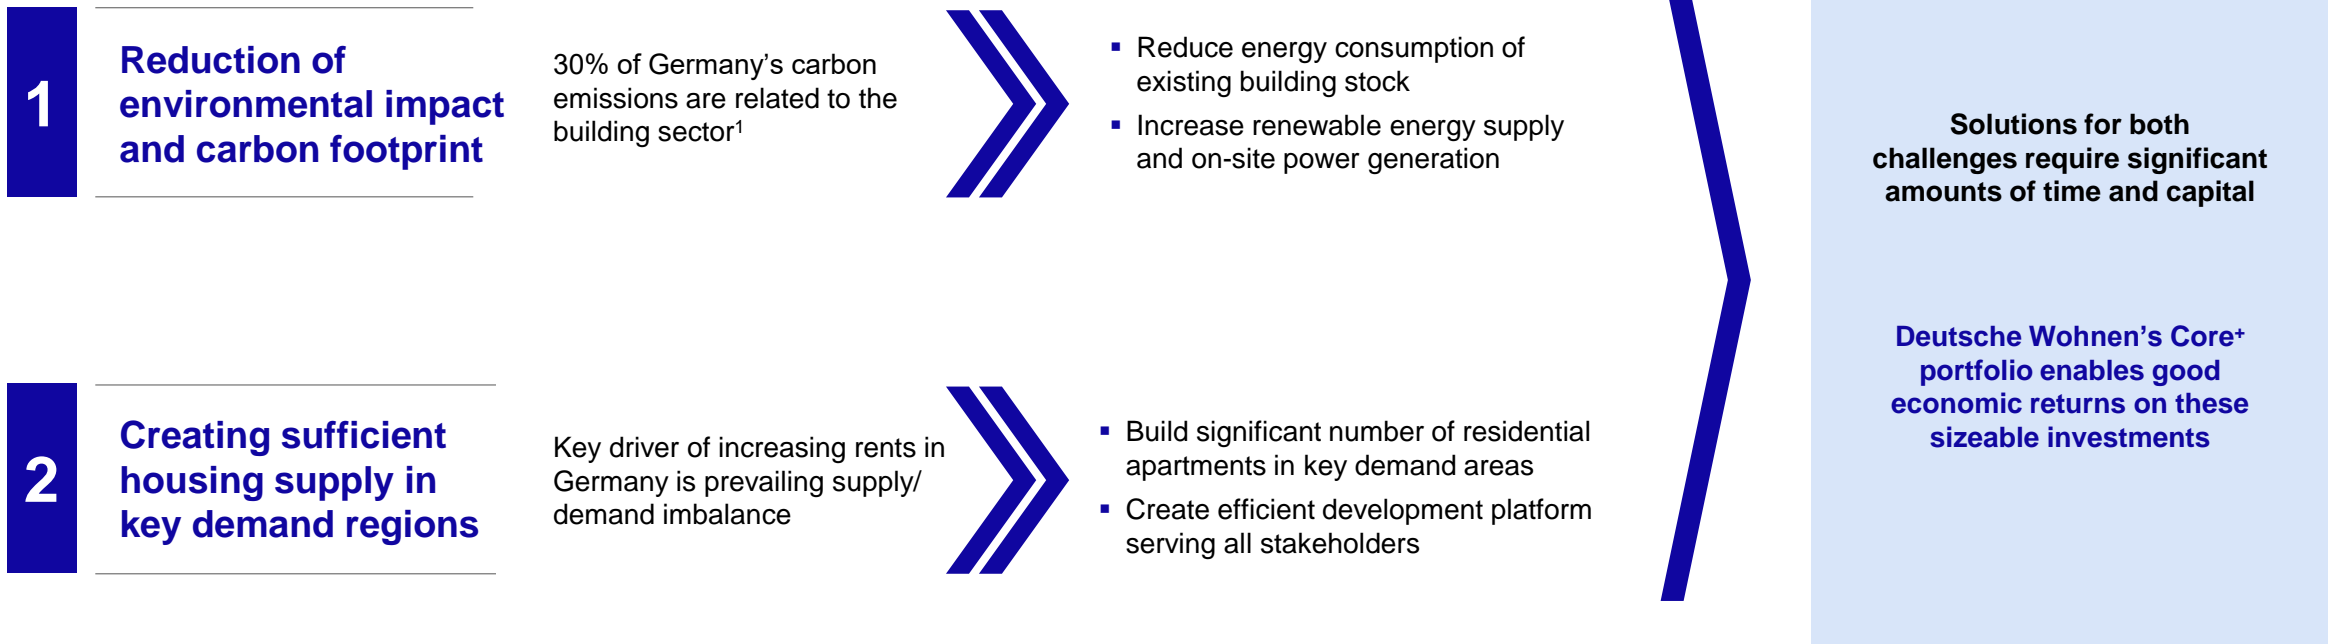 1
Reduction of
environmental impact
and carbon footprint
30% of Germany’s carbon
emissions are related to the
building sector¹
▪ Reduce energy consumption of
existing building stock
▪ Increase renewable energy supply
and on-site power generation
2
Creating sufficient
housing supply in
key demand regions
Key driver of increasing rents in
Germany is prevailing supply/
demand imbalance
▪ Build significant number of residential
apartments in key demand areas
▪ Create efficient development platform
serving all stakeholders
Solutions for both
challenges require significant
amounts of time and capital
Deutsche Wohnen’s Core⁺
portfolio enables good
economic returns on these
sizeable investments